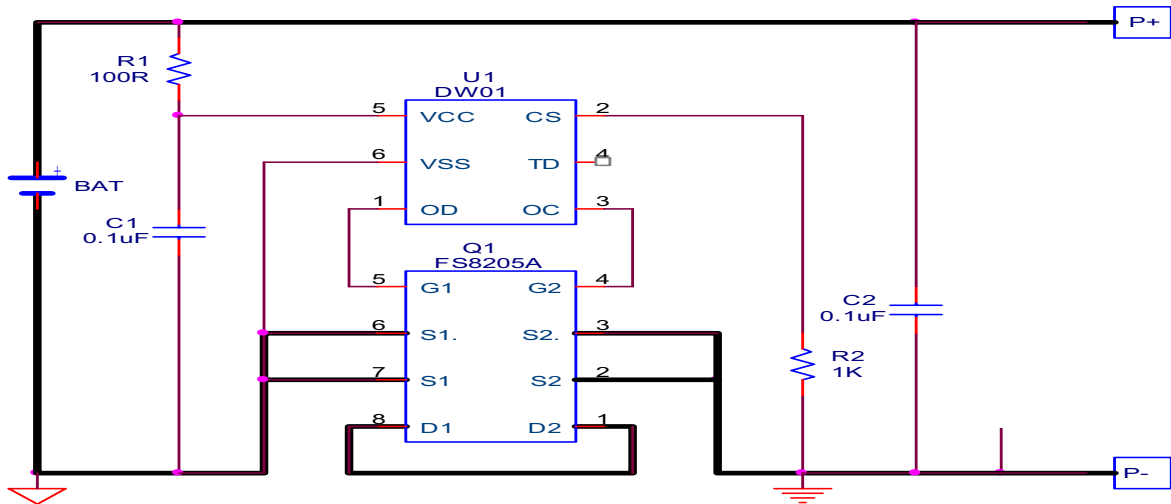 P+
R1
100R
U1
DW01
5 VCC CS 2
6 VSS TD 4
1 OD OC 3
+
BAT
C1
0.1uF
Q1
FS8205A
5 G1 G2 4
6 S1. S2. 3
7 S1 S2 2
8 D1 D2 1
C2
0.1uF
R2
1K
P-